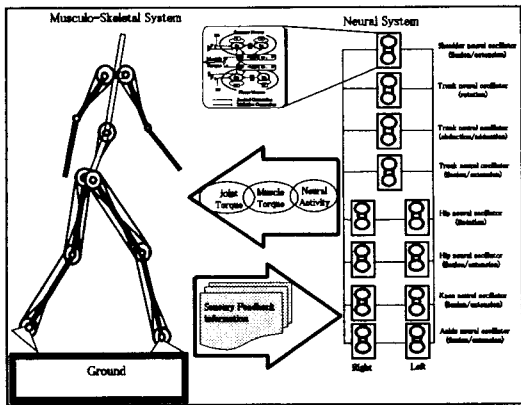 Musculo-Skeletal System
Neural System
Shoulder neural oscillator
(flexion/extension)
Trunk neural oscillator
(rotation)
Trunk neural oscillator
(abduction/adduction)
Trunk neural oscillator
(flexion/extension)
Joint
Torque
Muscle
Torque
Neural
Activity
Hip neural oscillator
(Rotation)
Hip neural oscillator
(flexion/extension)
Sensory Feedback
Information
Knee neural oscillator
(flexion/extension)
Ankle neural oscillator
(flexion/extension)
Right
Left
Ground